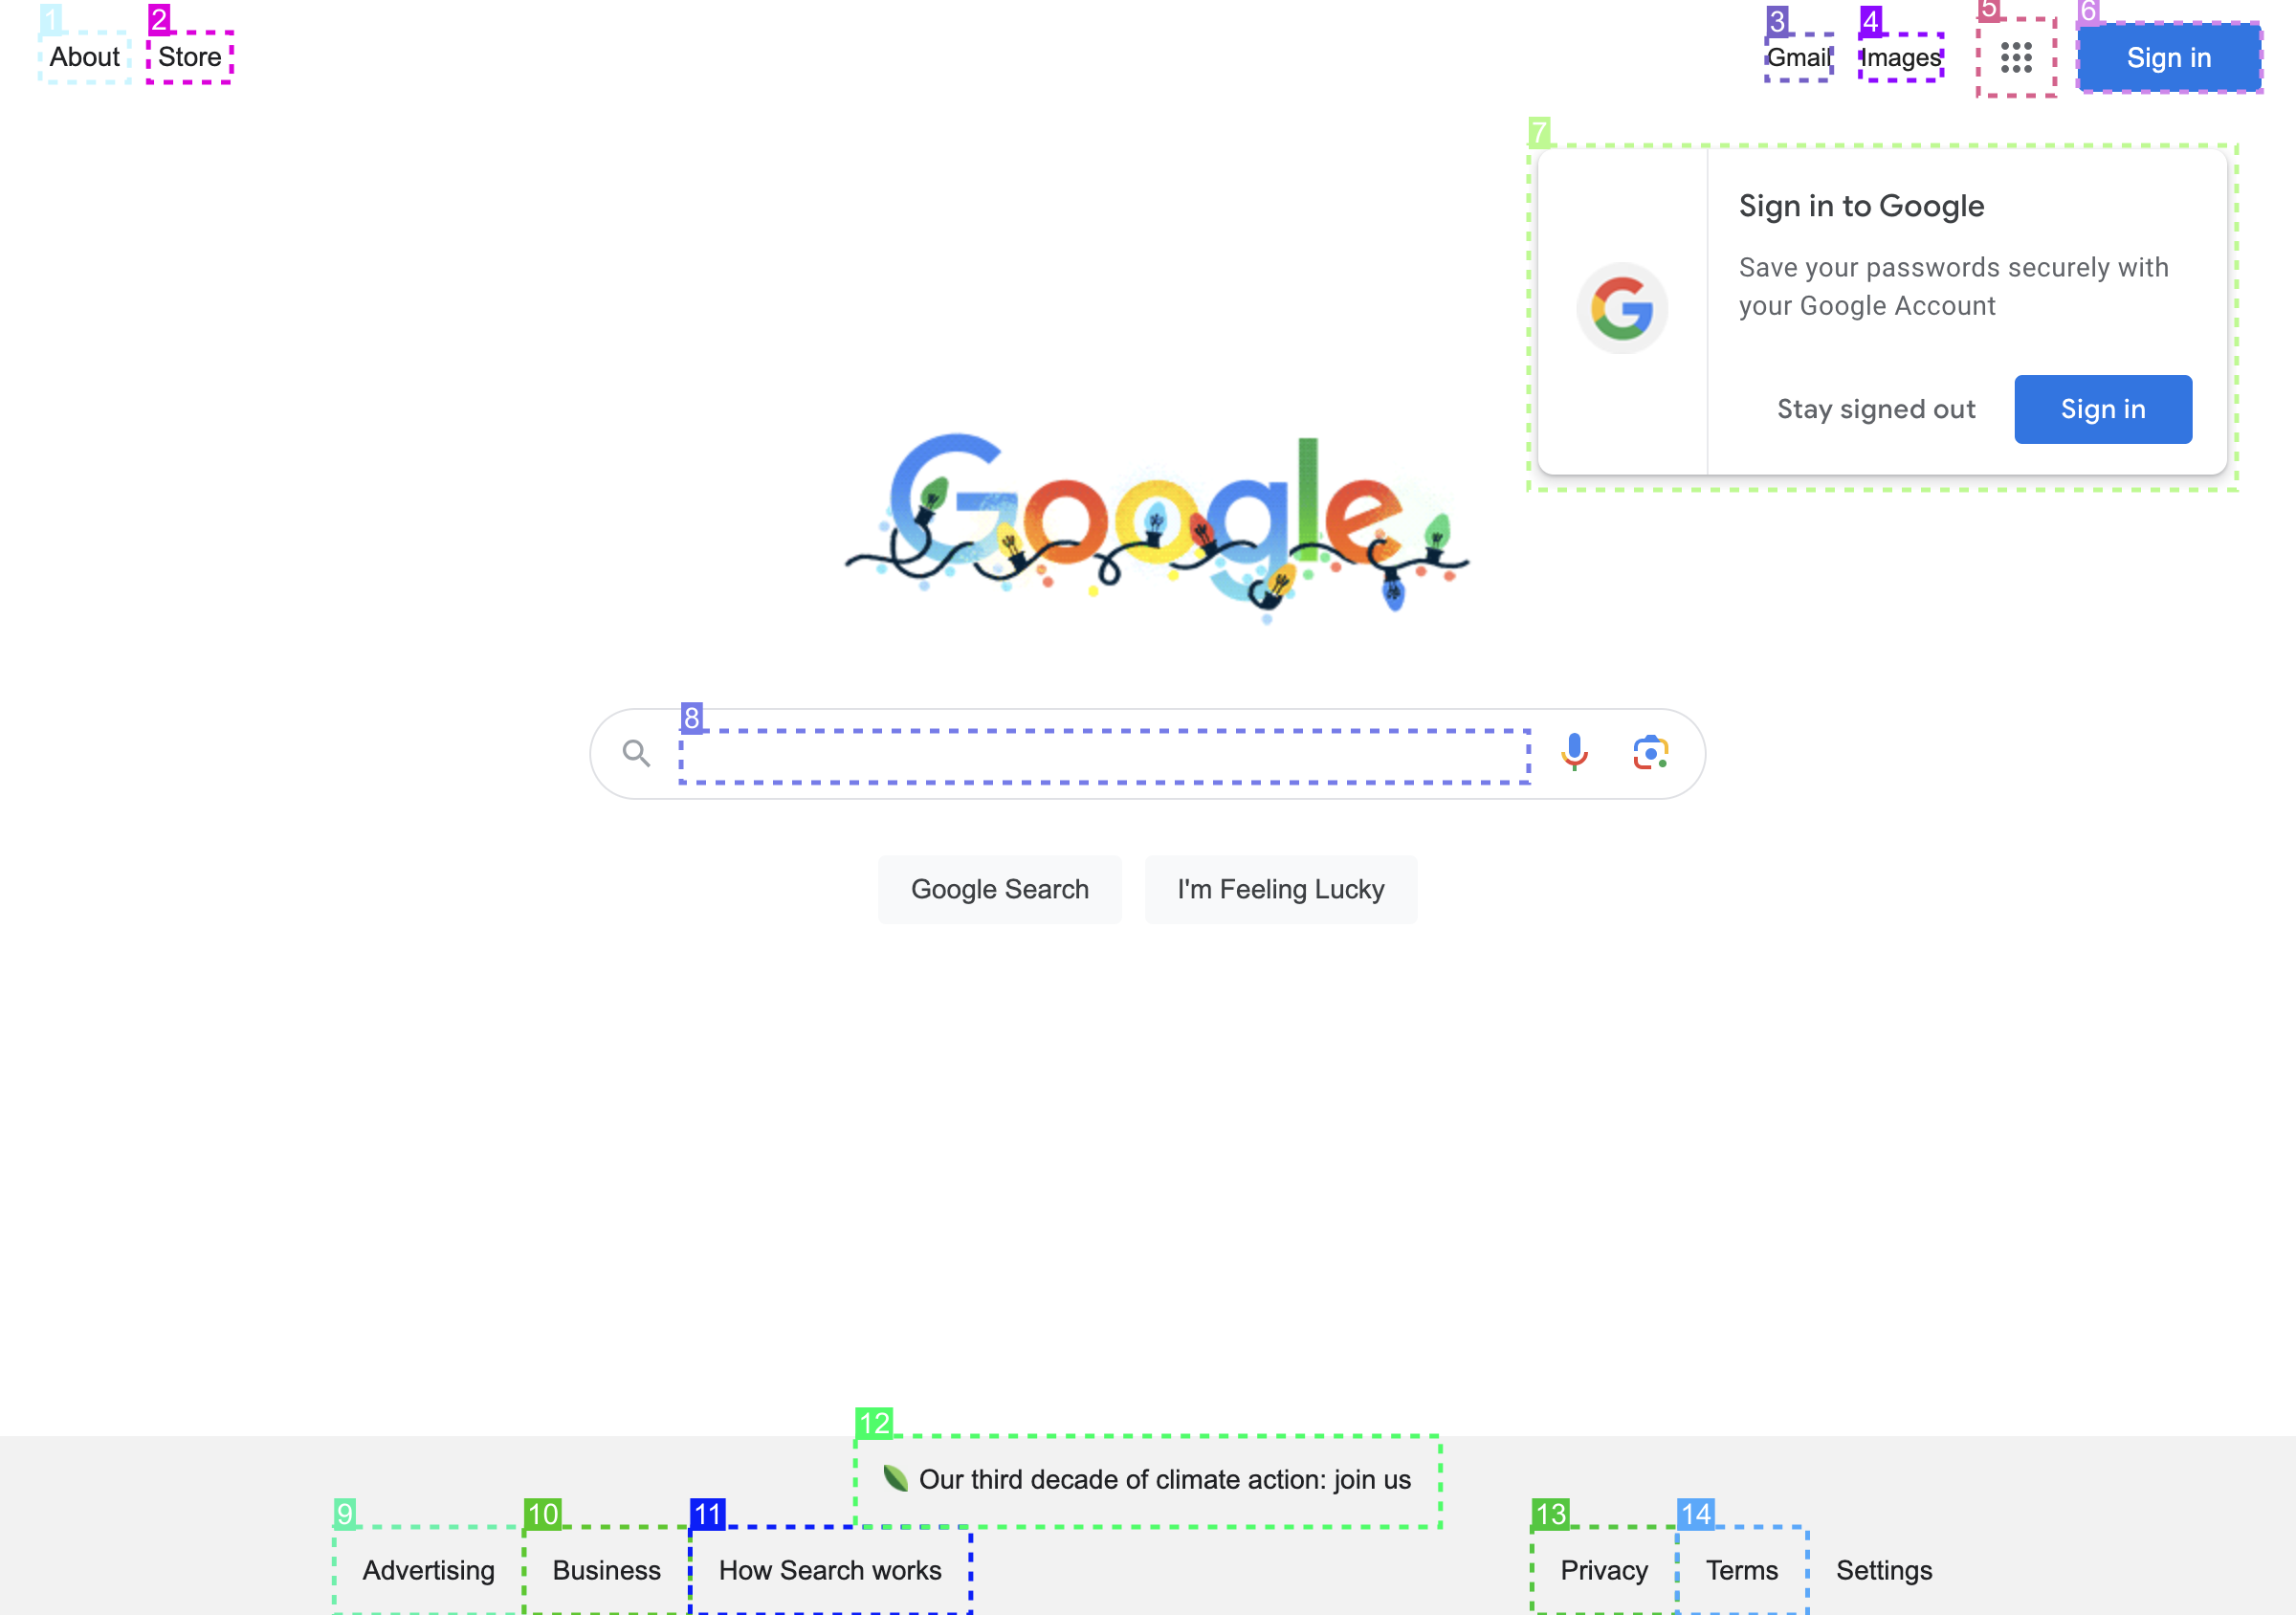 1
2
3
4
5
6
About
Store
Gmail
Images
Sign in
7
Sign in to Google
Save your passwords securely with
your Google Account
Stay signed out
Sign in
Google
8
Google Search
I'm Feeling Lucky
12
Our third decade of climate action: join us
9
10
11
13
14
Advertising
Business
How Search works
Privacy
Terms
Settings